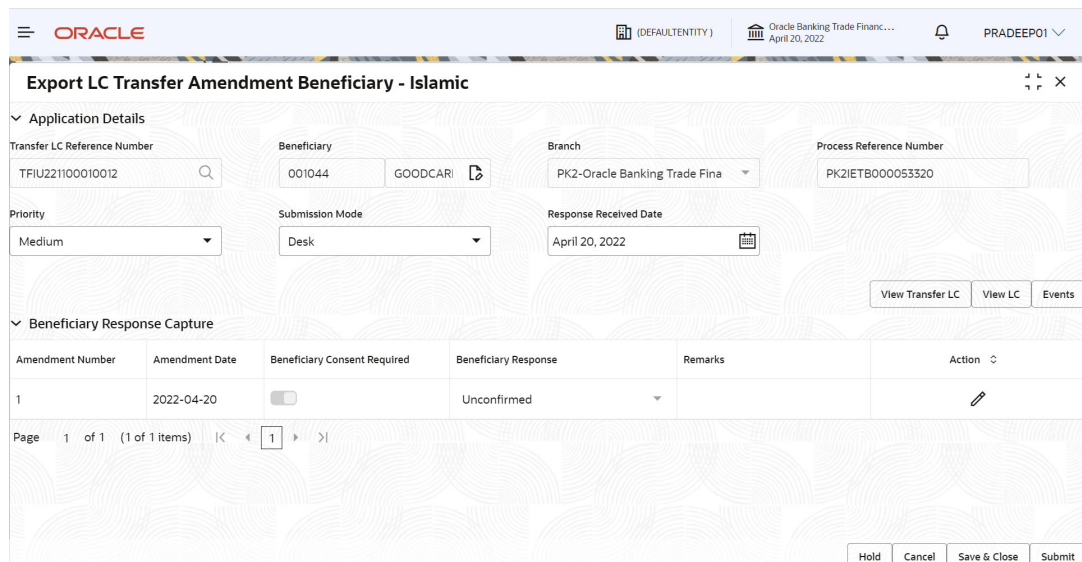 ORACLE
(DEFAULTENTITY )
Oracle Banking Trade Financ...
April 20, 2022
PRADEEP01
Export LC Transfer Amendment Beneficiary - Islamic
Application Details
Transfer LC Reference Number Beneficiary Branch Process Reference Number
TFIU221100010012 001044 GOODCARI PK2-Oracle Banking Trade Fina PK2IETB000053320
Priority Submission Mode Response Received Date
Medium Desk April 20, 2022
View Transfer LC View LC Events
Beneficiary Response Capture
Amendment Number Amendment Date Beneficiary Consent Required Beneficiary Response Remarks Action
1 2022-04-20 Unconfirmed
Page 1 of 1 (1 of 1 items) 1
Hold Cancel Save & Close Submit